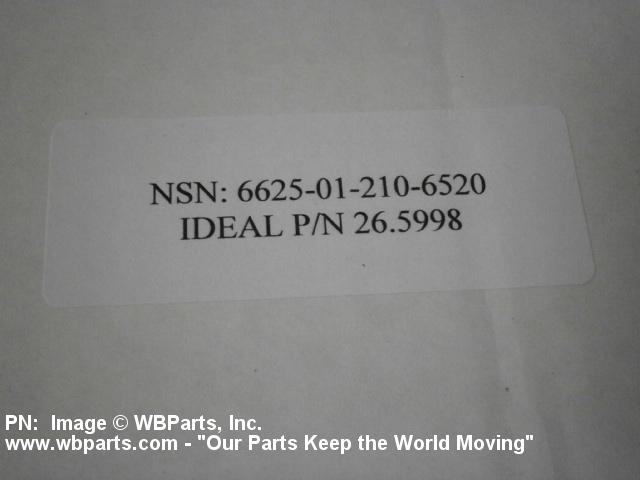 NSN: 6625-01-210-6520
IDEAL P/N 26.5998
PN:  Image © WBParts, Inc.
www.wbparts.com - "Our Parts Keep the World Moving"